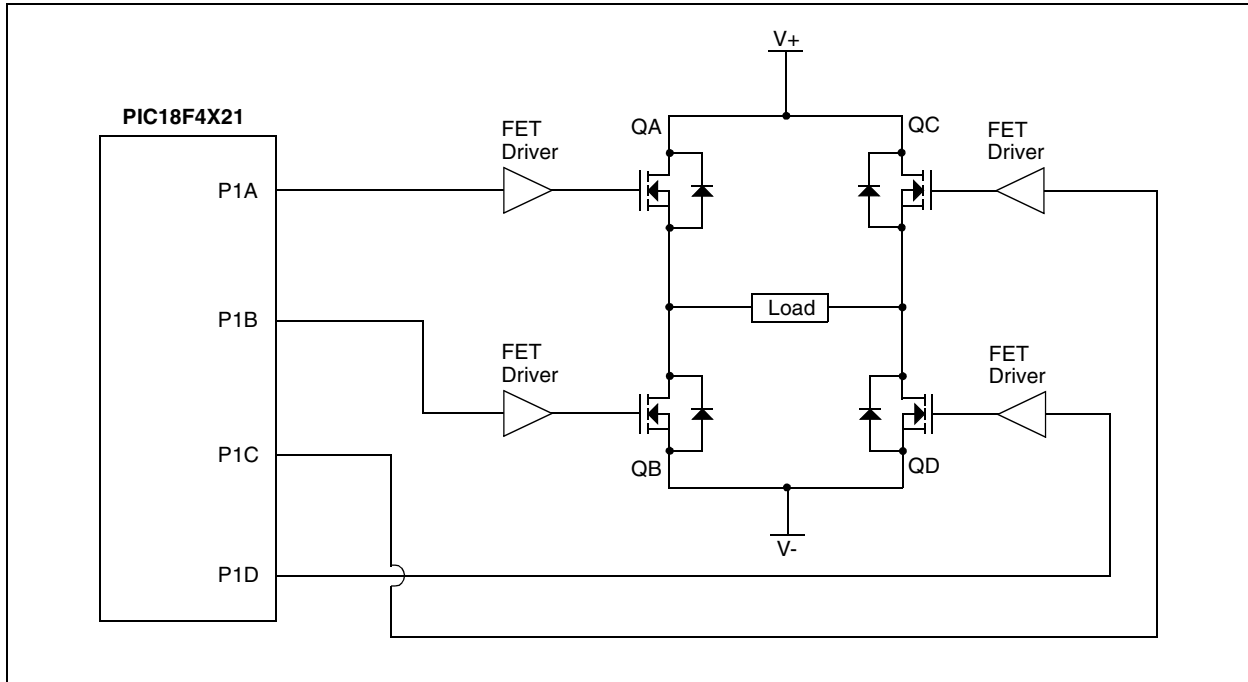 V+
PIC18F4X21
FET
Driver
QA
QC
FET
Driver
P1A
Load
P1B
FET
Driver
FET
Driver
P1C
QB
QD
V-
P1D